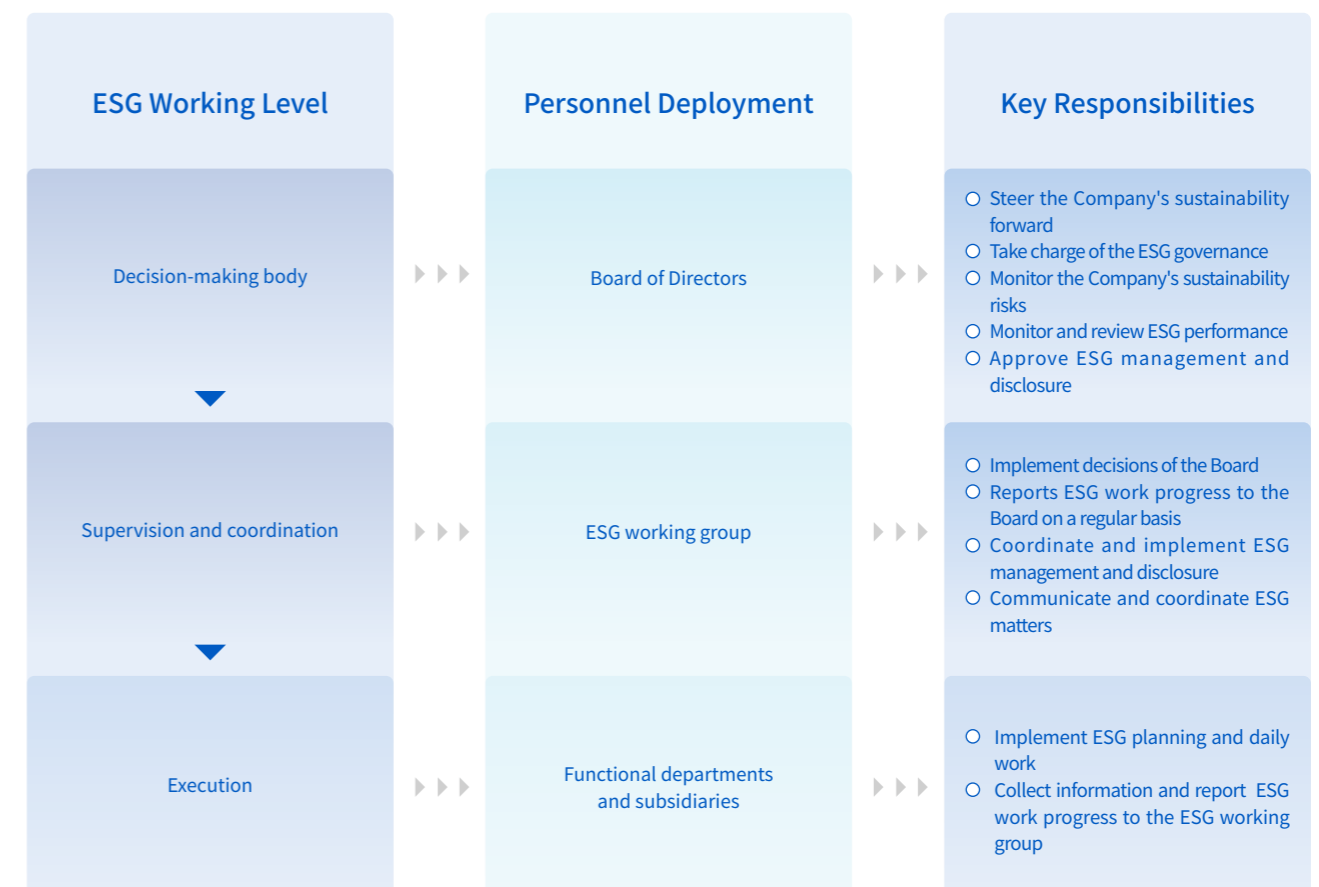 ESG Working Level
Personnel Deployment
Key Responsibilities
Decision-making body
Board of Directors
Steer the Company's sustainability
forward
Take charge of the ESG governance
Monitor the Company's sustainability
risks
Monitor and review ESG performance
Approve ESG management and
disclosure
Supervision and coordination
ESG working group
Implement decisions of the Board
Reports ESG work progress to the
Board on a regular basis
Coordinate and implement ESG
management and disclosure
Communicate and coordinate ESG
matters
Execution
Functional departments
and subsidiaries
Implement ESG planning and daily
work
Collect information and report ESG
work progress to the ESG working
group